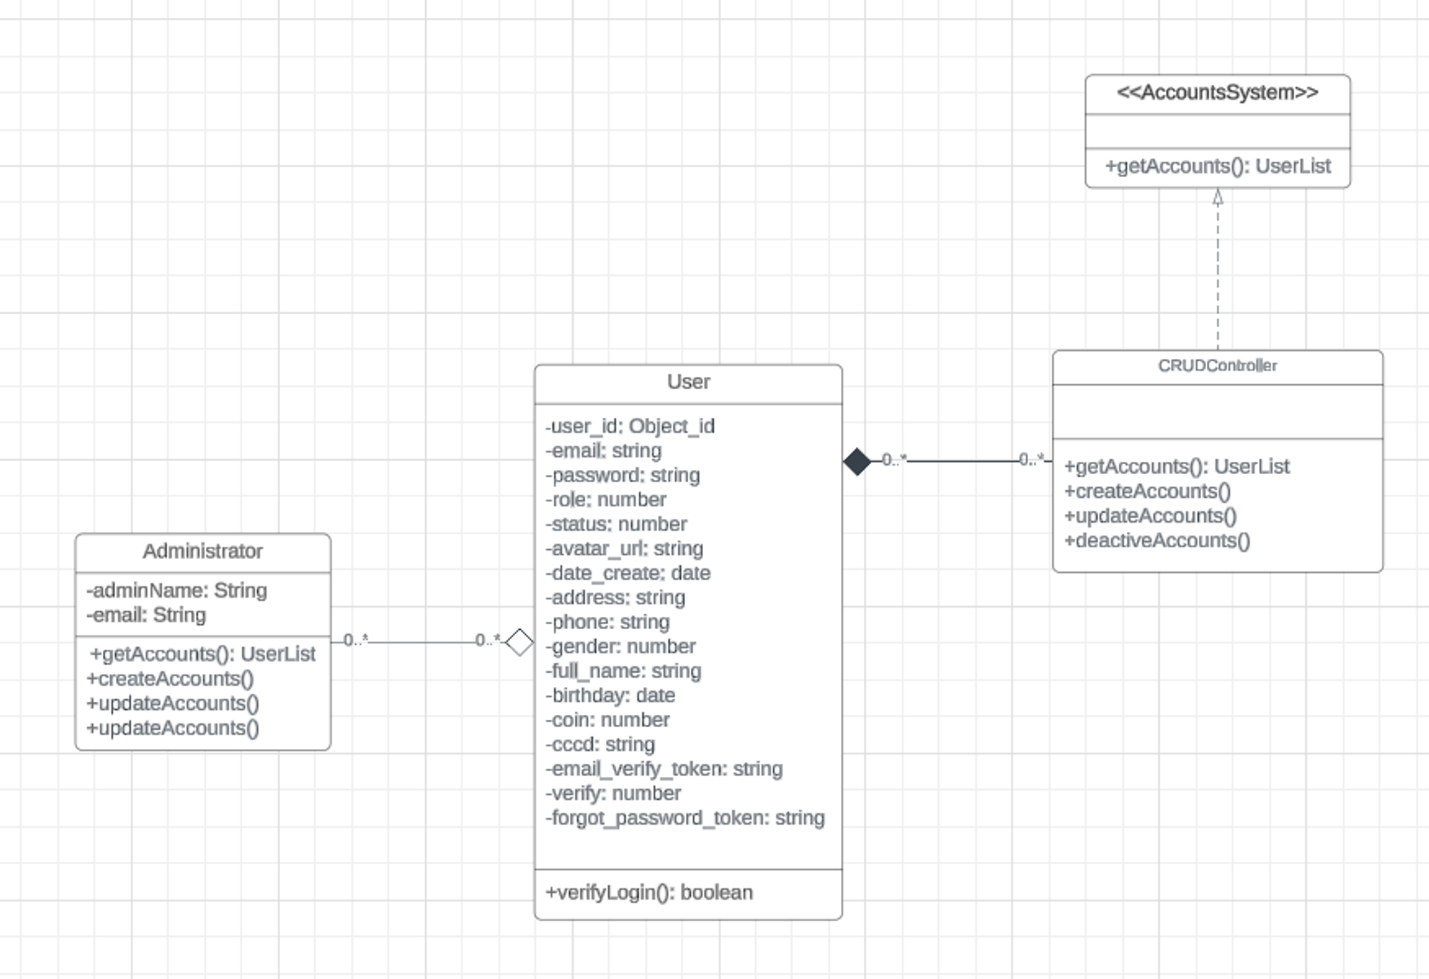 <<AccountsSystem>>
+getAccounts(): UserList
CRUDController
+getAccounts(): UserList
+createAccounts()
+updateAccounts()
+deactiveAccounts()
0..*
0..*
User
-user_id: Object_id
-email: string
-password: string
-role: number
-status: number
-avatar_url: string
-date_create: date
-address: string
-phone: string
-gender: number
-full_name: string
-birthday: date
-coin: number
-cccd: string
-email_verify_token: string
-verify: number
-forgot_password_token: string
+verifyLogin(): boolean
0..*
0..*
Administrator
-adminName: String
-email: String
+getAccounts(): UserList
+createAccounts()
+updateAccounts()
+updateAccounts()